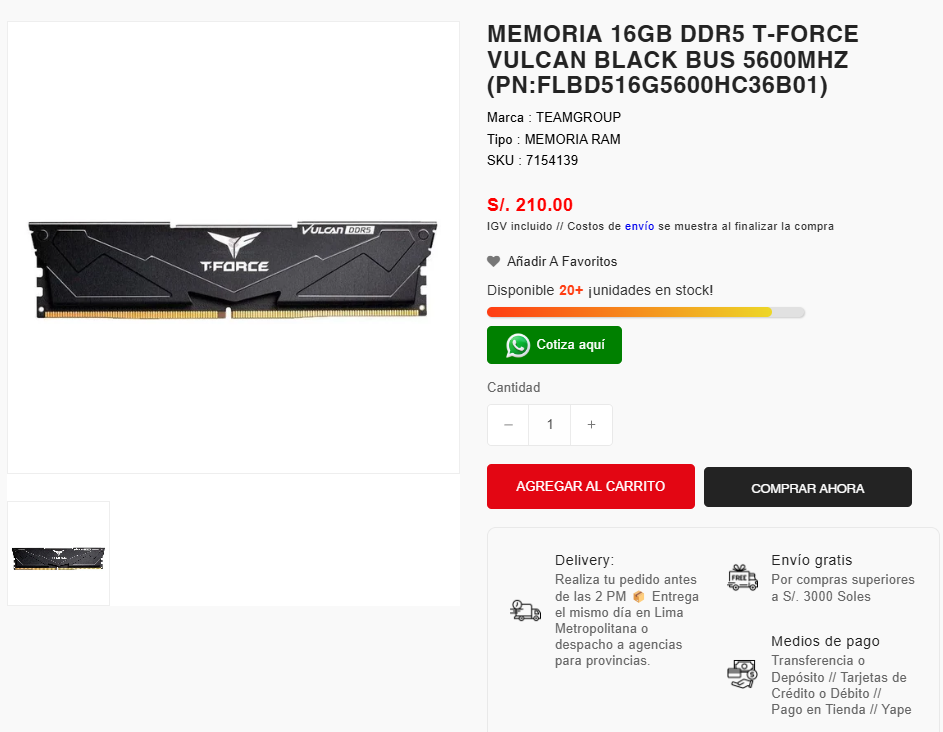 MEMORIA 16GB DDR5 T-FORCE
VULCAN BLACK BUS 5600MHZ
(PN:FLBD516G5600HC36B01)
Marca : TEAMGROUP
Tipo : MEMORIA RAM
SKU : 7154139
S/. 210.00
IGV incluido // Costos de envío se muestra al finalizar la compra
Añadir A Favoritos
Disponible 20+ ¡unidades en stock!
Cotiza aquí
Cantidad
− 1 +
AGREGAR AL CARRITO
COMPRAR AHORA
VULCAN DDR5
T-FORCE
Delivery:
Realiza tu pedido antes
de las 2 PM 📦 Entrega
el mismo día en Lima
Metropolitana o
despacho a agencias
para provincias.
FREE
Envío gratis
Por compras superiores
a S/. 3000 Soles
Medios de pago
Transferencia o
Depósito // Tarjetas de
Crédito o Débito //
Pago en Tienda // Yape